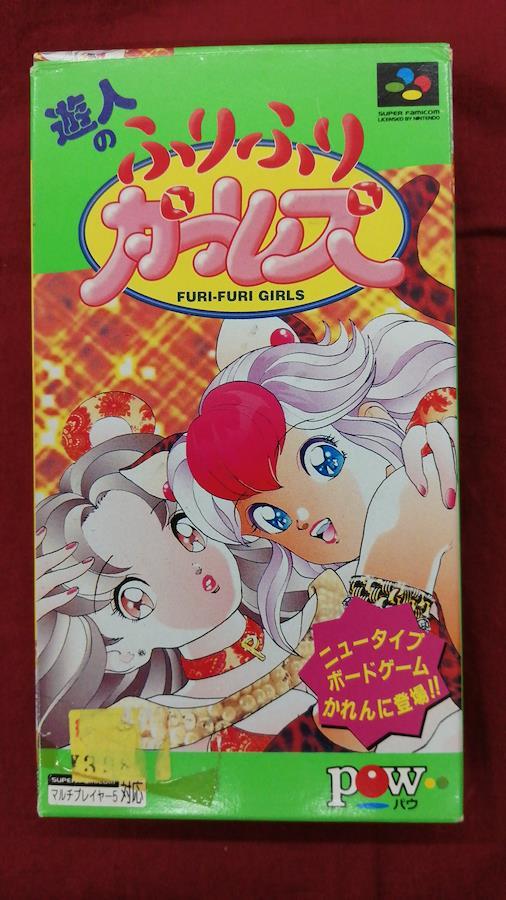 遊人の
ふりふり
ガールズ
FURI-FURI GIRLS
SUPER FAMICOM
LICENSED BY NINTENDO
ニュータイプ
ボードゲーム
かれんに登場!!
¥398
SUPER
マルチプレイヤー5 対応
pow
パウ